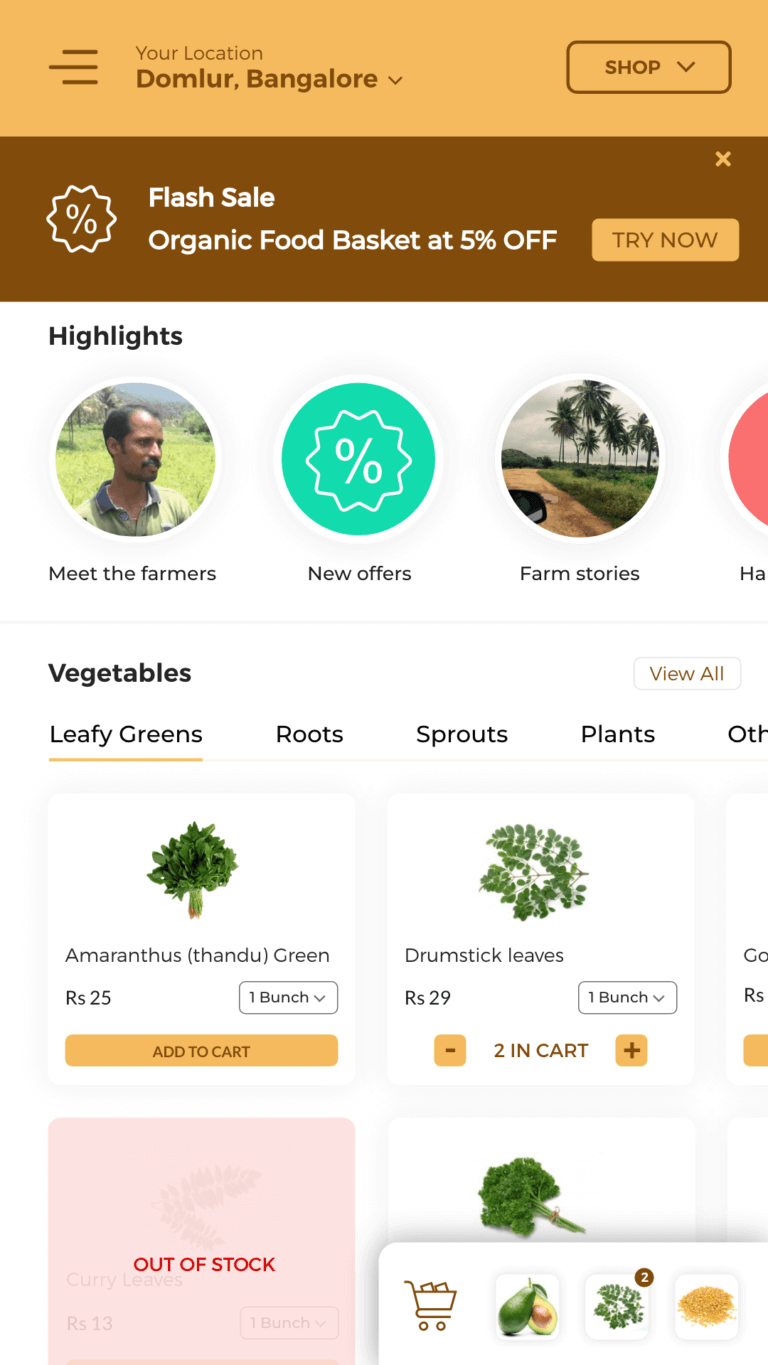 Your Location
Domlur, Bangalore
SHOP
%
Flash Sale
Organic Food Basket at 5% OFF
TRY NOW
Highlights
%
Meet the farmers
New offers
Farm stories
Ha
Vegetables
View All
Leafy Greens
Roots
Sprouts
Plants
Oth
Amaranthus (thandu) Green
Drumstick leaves
Go
Rs 25
1 Bunch
Rs 29
1 Bunch
Rs
ADD TO CART
-
2 IN CART
+
OUT OF STOCK
Curry Leaves
2
Rs 13
1 Bunch